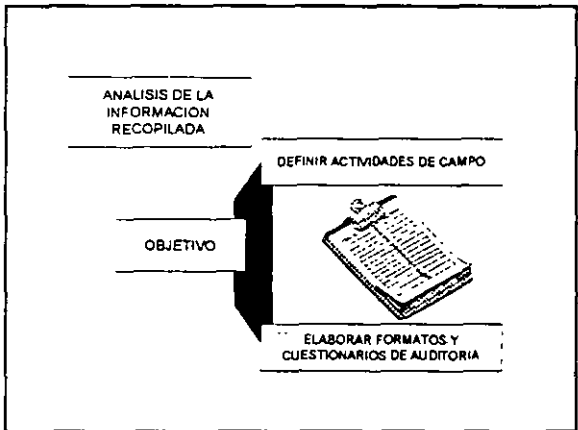 ANALISIS DE LA
INFORMACION
RECOPILADA
DEFINIR ACTIVIDADES DE CAMPO
OBJETIVO
ELABORAR FORMATOS Y
CUESTIONARIOS DE AUDITORIA